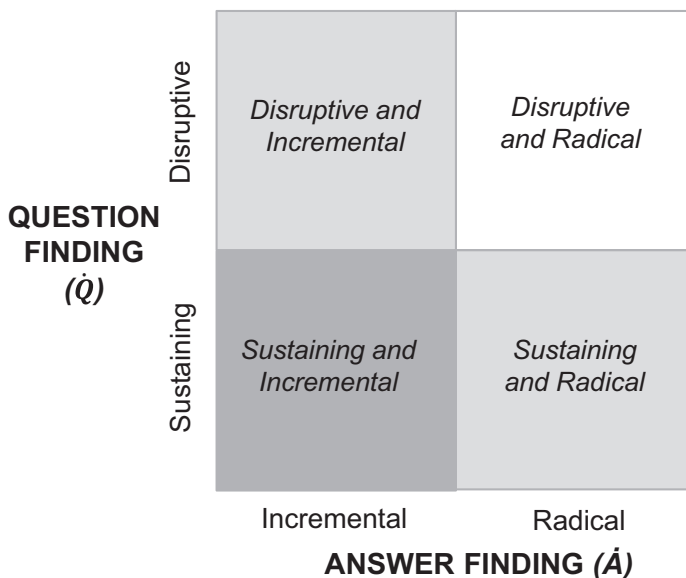 Disruptive
Disruptive and
Incremental
Disruptive
and Radical
QUESTION
FINDING
(Q̇)
Sustaining
Sustaining and
Incremental
Sustaining
and Radical
Incremental
Radical
ANSWER FINDING (Ȧ)